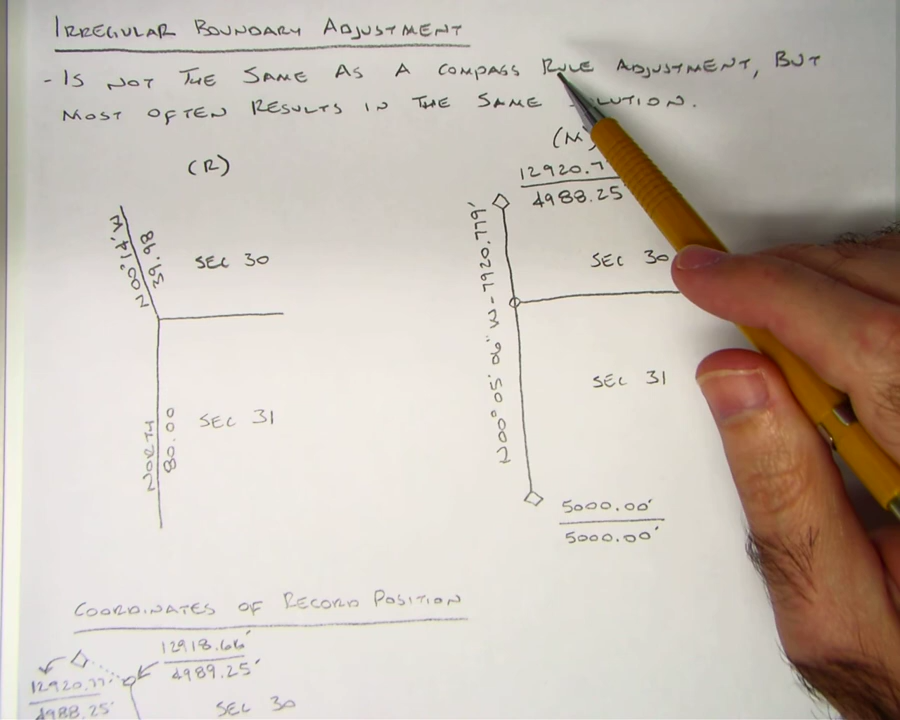 IRREGULAR BOUNDARY ADJUSTMENT
- IS NOT THE SAME AS A COMPASS RULE ADJUSTMENT, BUT
MOST OFTEN RESULTS IN THE SAME
(R)
N00°14'W
39.98
SEC 30
NORTH
80.00
SEC 31
12920.7
4988.25
N00°05'06"W-7920.779'
SEC 30
SEC 31
5000.00'
5000.00'
COORDINATES OF RECORD POSITION
12918.66'
4989.25'
12920.77'
4988.25'
SEC 30